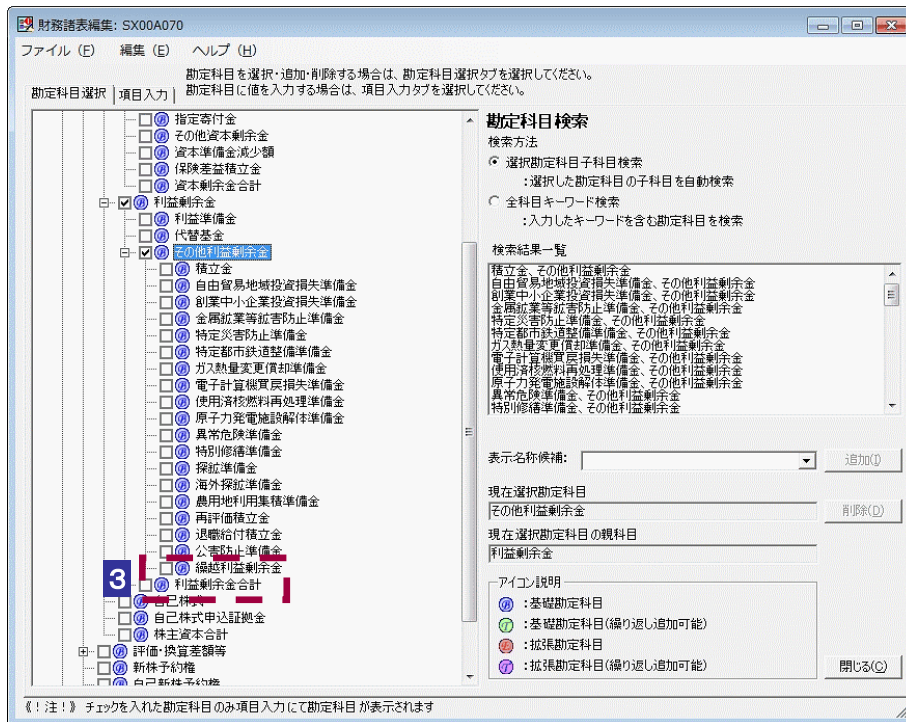 財務諸表編集: SX00A070
ファイル (F) 編集 (E) ヘルプ (H)
勘定科目を選択・追加・削除する場合は、勘定科目選択タブを選択してください。
勘定科目に値を入力する場合は、項目入力タブを選択してください。
勘定科目選択 項目入力
指定寄付金
その他資本剰余金
資本準備金減少額
保険差益積立金
資本剰余金合計
利益剰余金
利益準備金
代替基金
その他利益剰余金
積立金
自由貿易地域投資損失準備金
創業中小企業投資損失準備金
金属鉱業等鉱害防止準備金
特定災害防止準備金
特定都市鉄道整備準備金
ガス熱量変更償却準備金
電子計算機買戻損失準備金
使用済核燃料再処理準備金
原子力発電施設解体準備金
異常危険準備金
特別修繕準備金
探鉱準備金
海外探鉱準備金
農用地利用集積準備金
再評価積立金
退職給付積立金
公害防止準備金
繰越利益剰余金
3
利益剰余金合計
自己株式
自己株式申込証拠金
株主資本合計
評価・換算差額等
新株予約権
自己新株予約権
勘定科目検索
検索方法
選択勘定科目子科目検索
:選択した勘定科目の子科目を自動検索
全科目キーワード検索
:入力したキーワードを含む勘定科目を検索
検索結果一覧
積立金、その他利益剰余金
自由貿易地域投資損失準備金、その他利益剰余金
創業中小企業投資損失準備金、その他利益剰余金
金属鉱業等鉱害防止準備金、その他利益剰余金
特定災害防止準備金、その他利益剰余金
特定都市鉄道整備準備金、その他利益剰余金
ガス熱量変更償却準備金、その他利益剰余金
電子計算機買戻損失準備金、その他利益剰余金
使用済核燃料再処理準備金、その他利益剰余金
原子力発電施設解体準備金、その他利益剰余金
異常危険準備金、その他利益剰余金
特別修繕準備金、その他利益剰余金
表示名称候補:
追加(I)
現在選択勘定科目
その他利益剰余金
削除(D)
現在選択勘定科目の親科目
利益剰余金
アイコン説明
B :基礎勘定科目
T :基礎勘定科目(繰り返し追加可能)
:拡張勘定科目
T :拡張勘定科目(繰り返し追加可能)
閉じる(C)
《！注！》 チェックを入れた勘定科目のみ項目入力にて勘定科目が表示されます